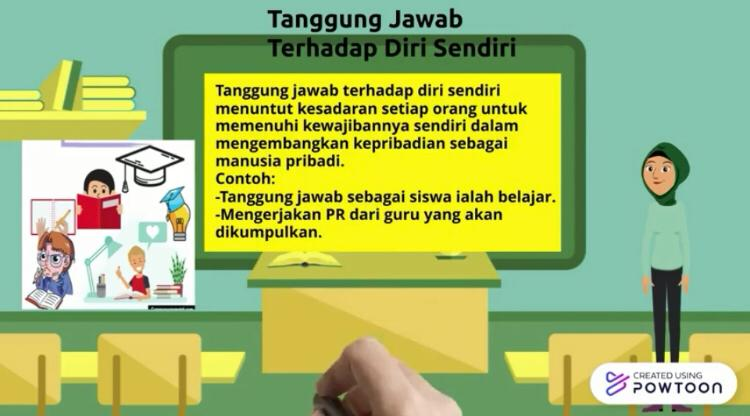 Tanggung Jawab
Terhadap Diri Sendiri
Tanggung jawab terhadap diri sendiri
menuntut kesadaran setiap orang untuk
memenuhi kewajibannya sendiri dalam
mengembangkan kepribadian sebagai
manusia pribadi.
Contoh:
-Tanggung jawab sebagai siswa ialah belajar.
-Mengerjakan PR dari guru yang akan
dikumpulkan.
CREATED USING
POWTOON